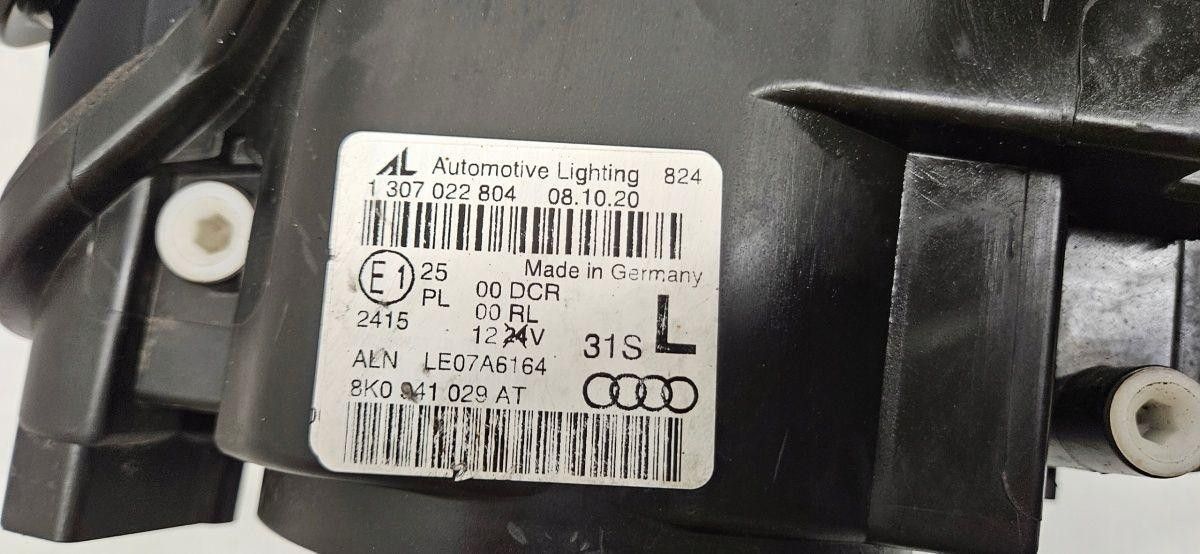 AL Automotive Lighting 824
1 307 022 804 08.10.20
Made in Germany
E1 25
PL 00 DCR
00 RL
2415
12 24V
31S L
ALN LE07A6164
8K0 941 029 AT